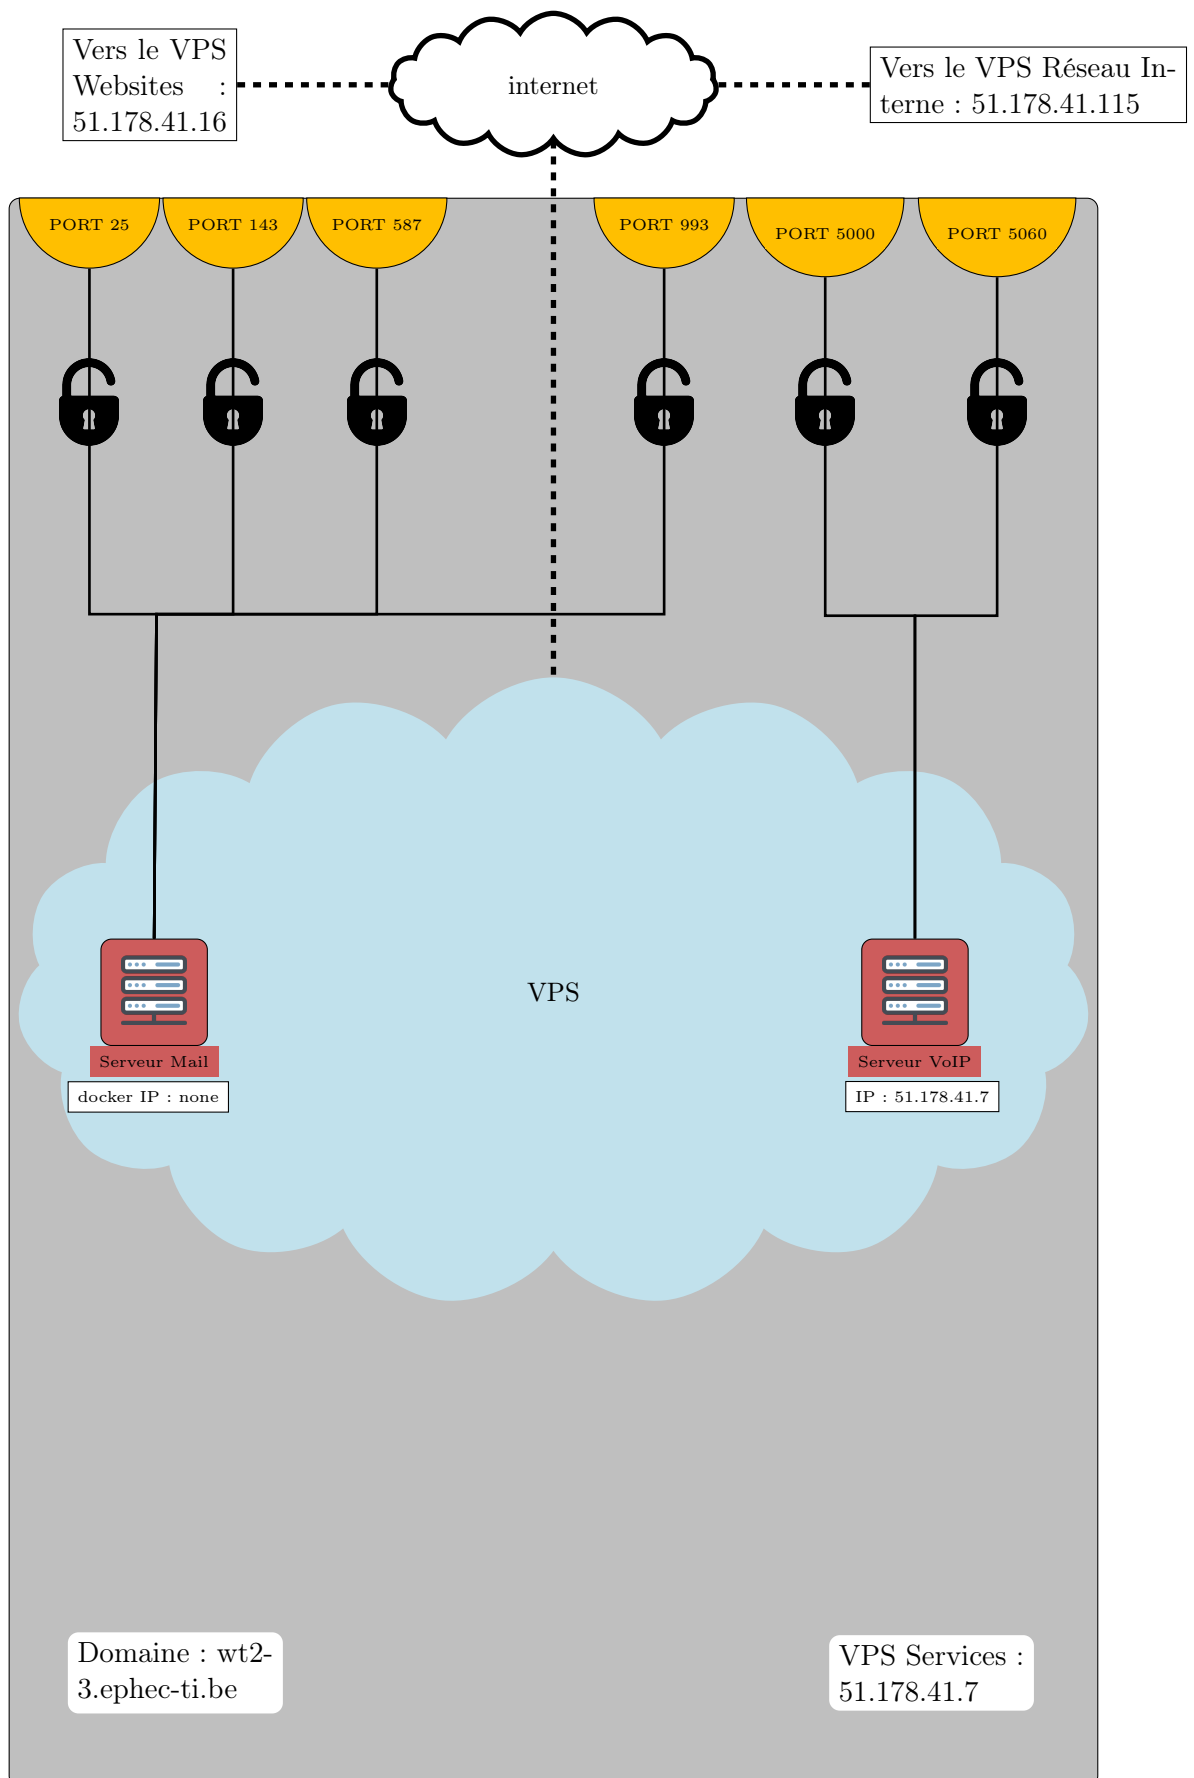 Vers le VPS
Websites :
51.178.41.16
internet
Vers le VPS Réseau In-
terne : 51.178.41.115
PORT 25
PORT 143
PORT 587
PORT 993
PORT 5000
PORT 5060
VPS
Serveur Mail
docker IP : none
Serveur VoIP
IP : 51.178.41.7
Domaine : wt2-
3.ephec-ti.be
VPS Services :
51.178.41.7